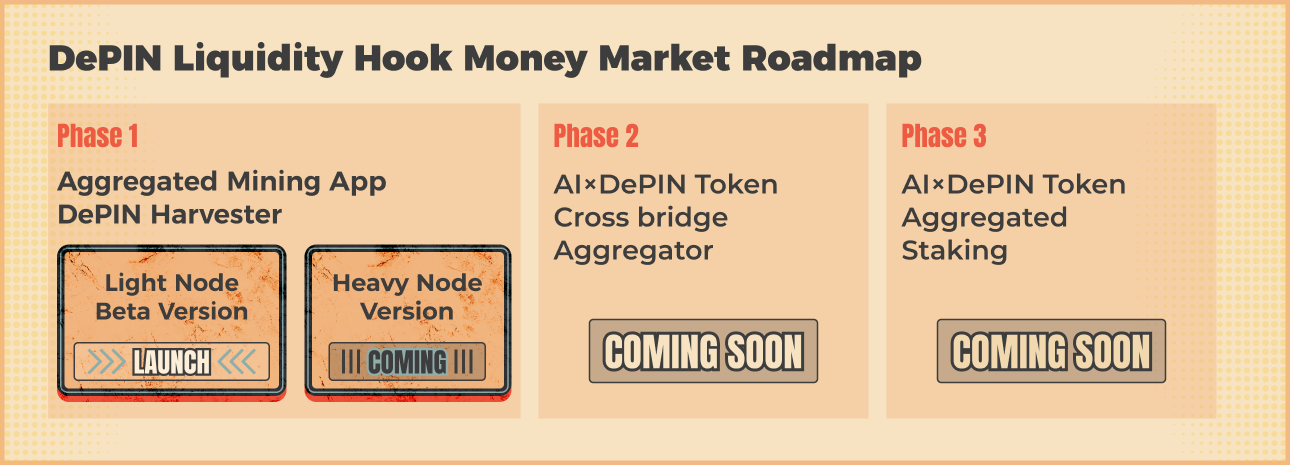 DePIN Liquidity Hook Money Market Roadmap
Phase 1
Aggregated Mining App
DePIN Harvester
Light Node
Beta Version
LAUNCH
Heavy Node
Version
COMING
Phase 2
AI×DePIN Token
Cross bridge
Aggregator
COMING SOON
Phase 3
AI×DePIN Token
Aggregated
Staking
COMING SOON